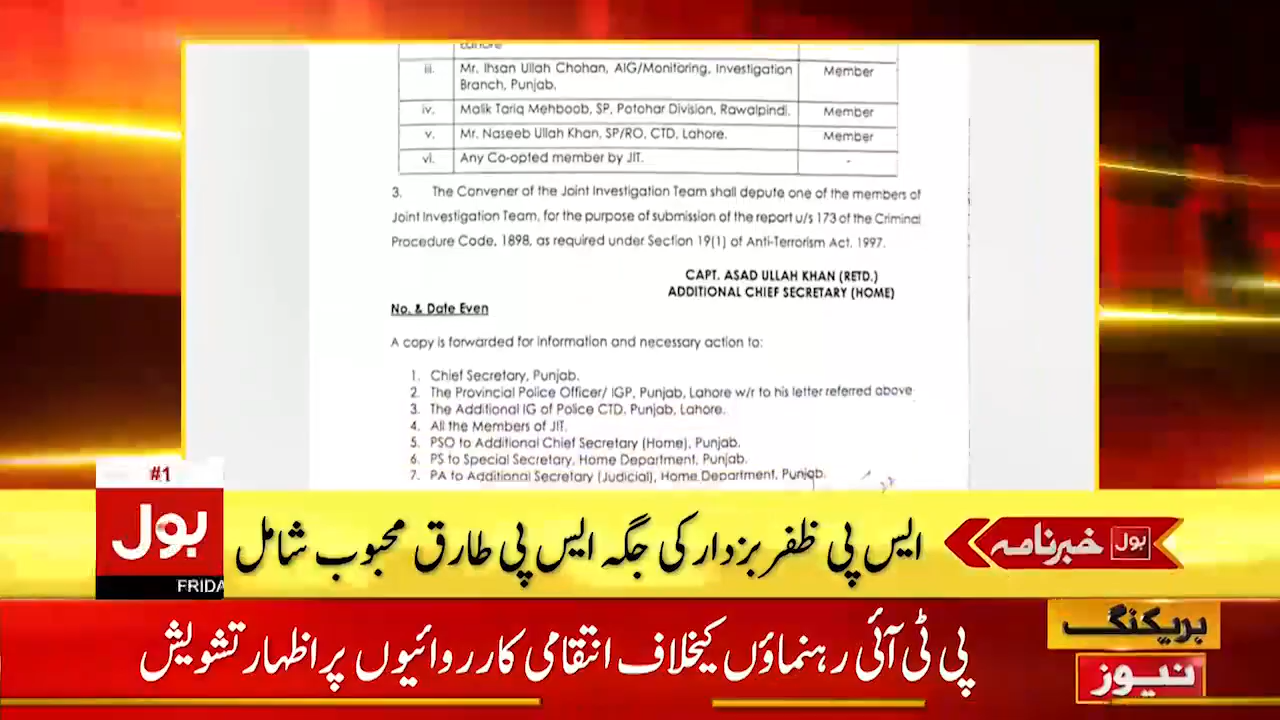 Lahore
iii. Mr. Ihsan Ullah Chohan, AIG/Monitoring, Investigation Branch, Punjab. Member
iv. Malik Tariq Mehboob, SP, Potohar Division, Rawalpindi. Member
v. Mr. Naseeb Ullah Khan, SP/RO, CTD, Lahore. Member
vi. Any Co-opted member by JIT. -
3. The Convener of the Joint Investigation Team shall depute one of the members of
Joint Investigation Team, for the purpose of submission of the report u/s 173 of the Criminal
Procedure Code, 1898, as required under Section 19(1) of Anti-Terrorism Act, 1997.
CAPT. ASAD ULLAH KHAN (RETD.)
ADDITIONAL CHIEF SECRETARY (HOME)
No. & Date Even
A copy is forwarded for information and necessary action to:
1. Chief Secretary, Punjab.
2. The Provincial Police Officer/ IGP, Punjab, Lahore w/r to his letter referred above
3. The Additional IG of Police CTD, Punjab, Lahore.
4. All the Members of JIT.
5. PSO to Additional Chief Secretary (Home), Punjab.
6. PS to Special Secretary, Home Department, Punjab.
7. PA to Additional Secretary (Judicial), Home Department, Punjab.
#1
بول
FRIDA
بول خبرنامہ
ایس پی ظفر بزدار کی جگہ ایس پی طارق محبوب شامل
بریکنگ
نیوز
پی ٹی آئی رہنماؤں کیخلاف انتقامی کارروائیوں پر اظہار تشویش